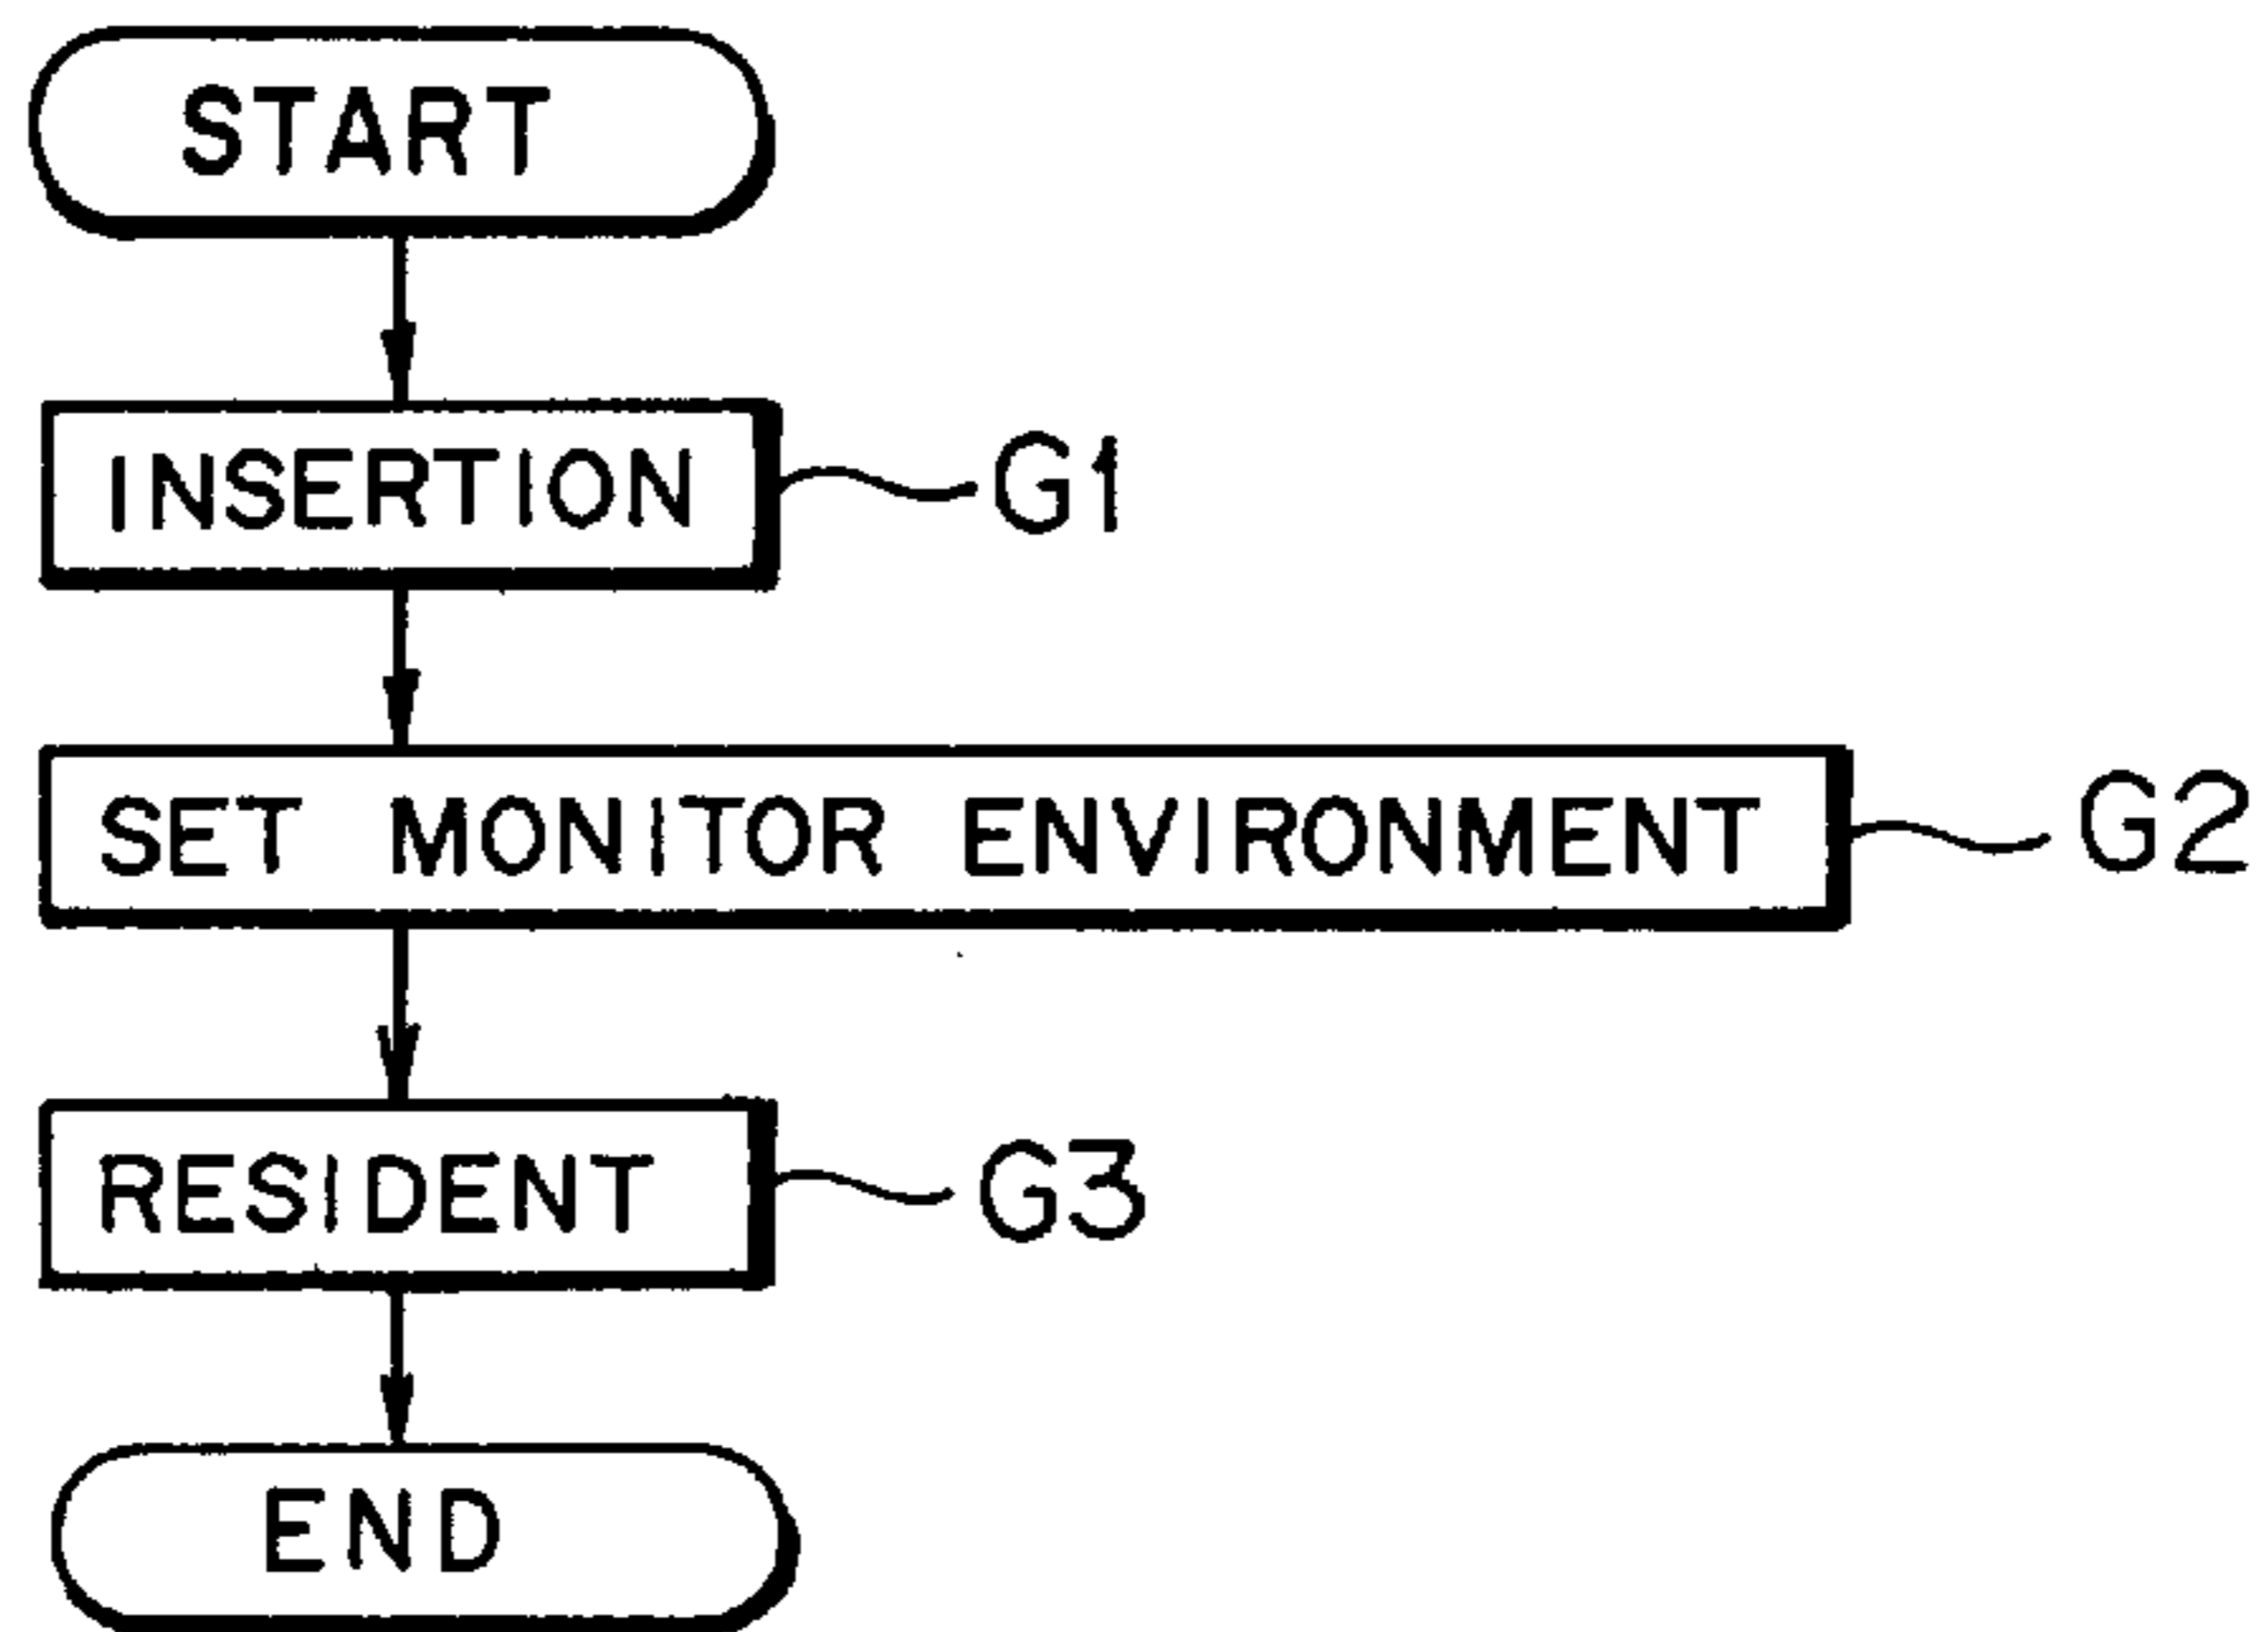 START
INSERTION G1
SET MONITOR ENVIRONMENT G2
RESIDENT G3
END